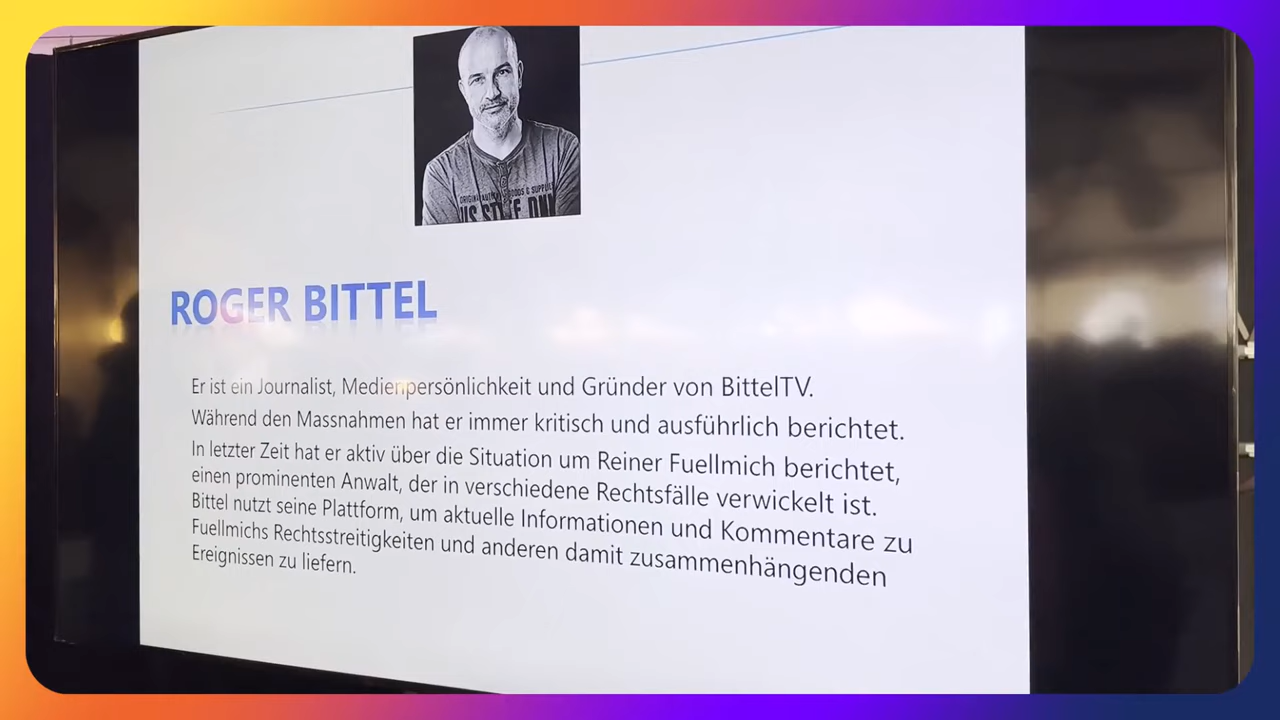 ROGER BITTEL
Er ist ein Journalist, Medienpersönlichkeit und Gründer von BittelTV.
Während den Massnahmen hat er immer kritisch und ausführlich berichtet.
In letzter Zeit hat er aktiv über die Situation um Reiner Fuellmich berichtet,
einen prominenten Anwalt, der in verschiedene Rechtsfälle verwickelt ist.
Bittel nutzt seine Plattform, um aktuelle Informationen und Kommentare zu
Fuellmichs Rechtsstreitigkeiten und anderen damit zusammenhängenden
Ereignissen zu liefern.